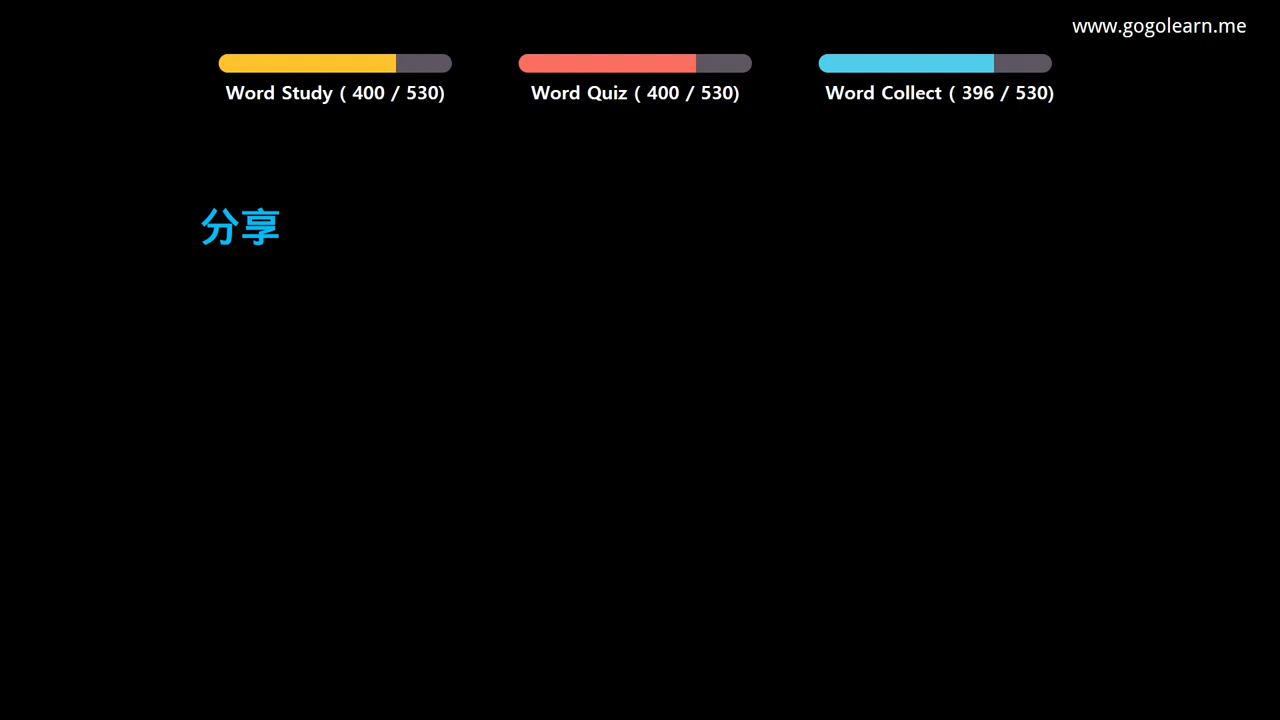 www.gogolearn.me
Word Study ( 400 / 530)
Word Quiz ( 400 / 530)
Word Collect ( 396 / 530)
分享